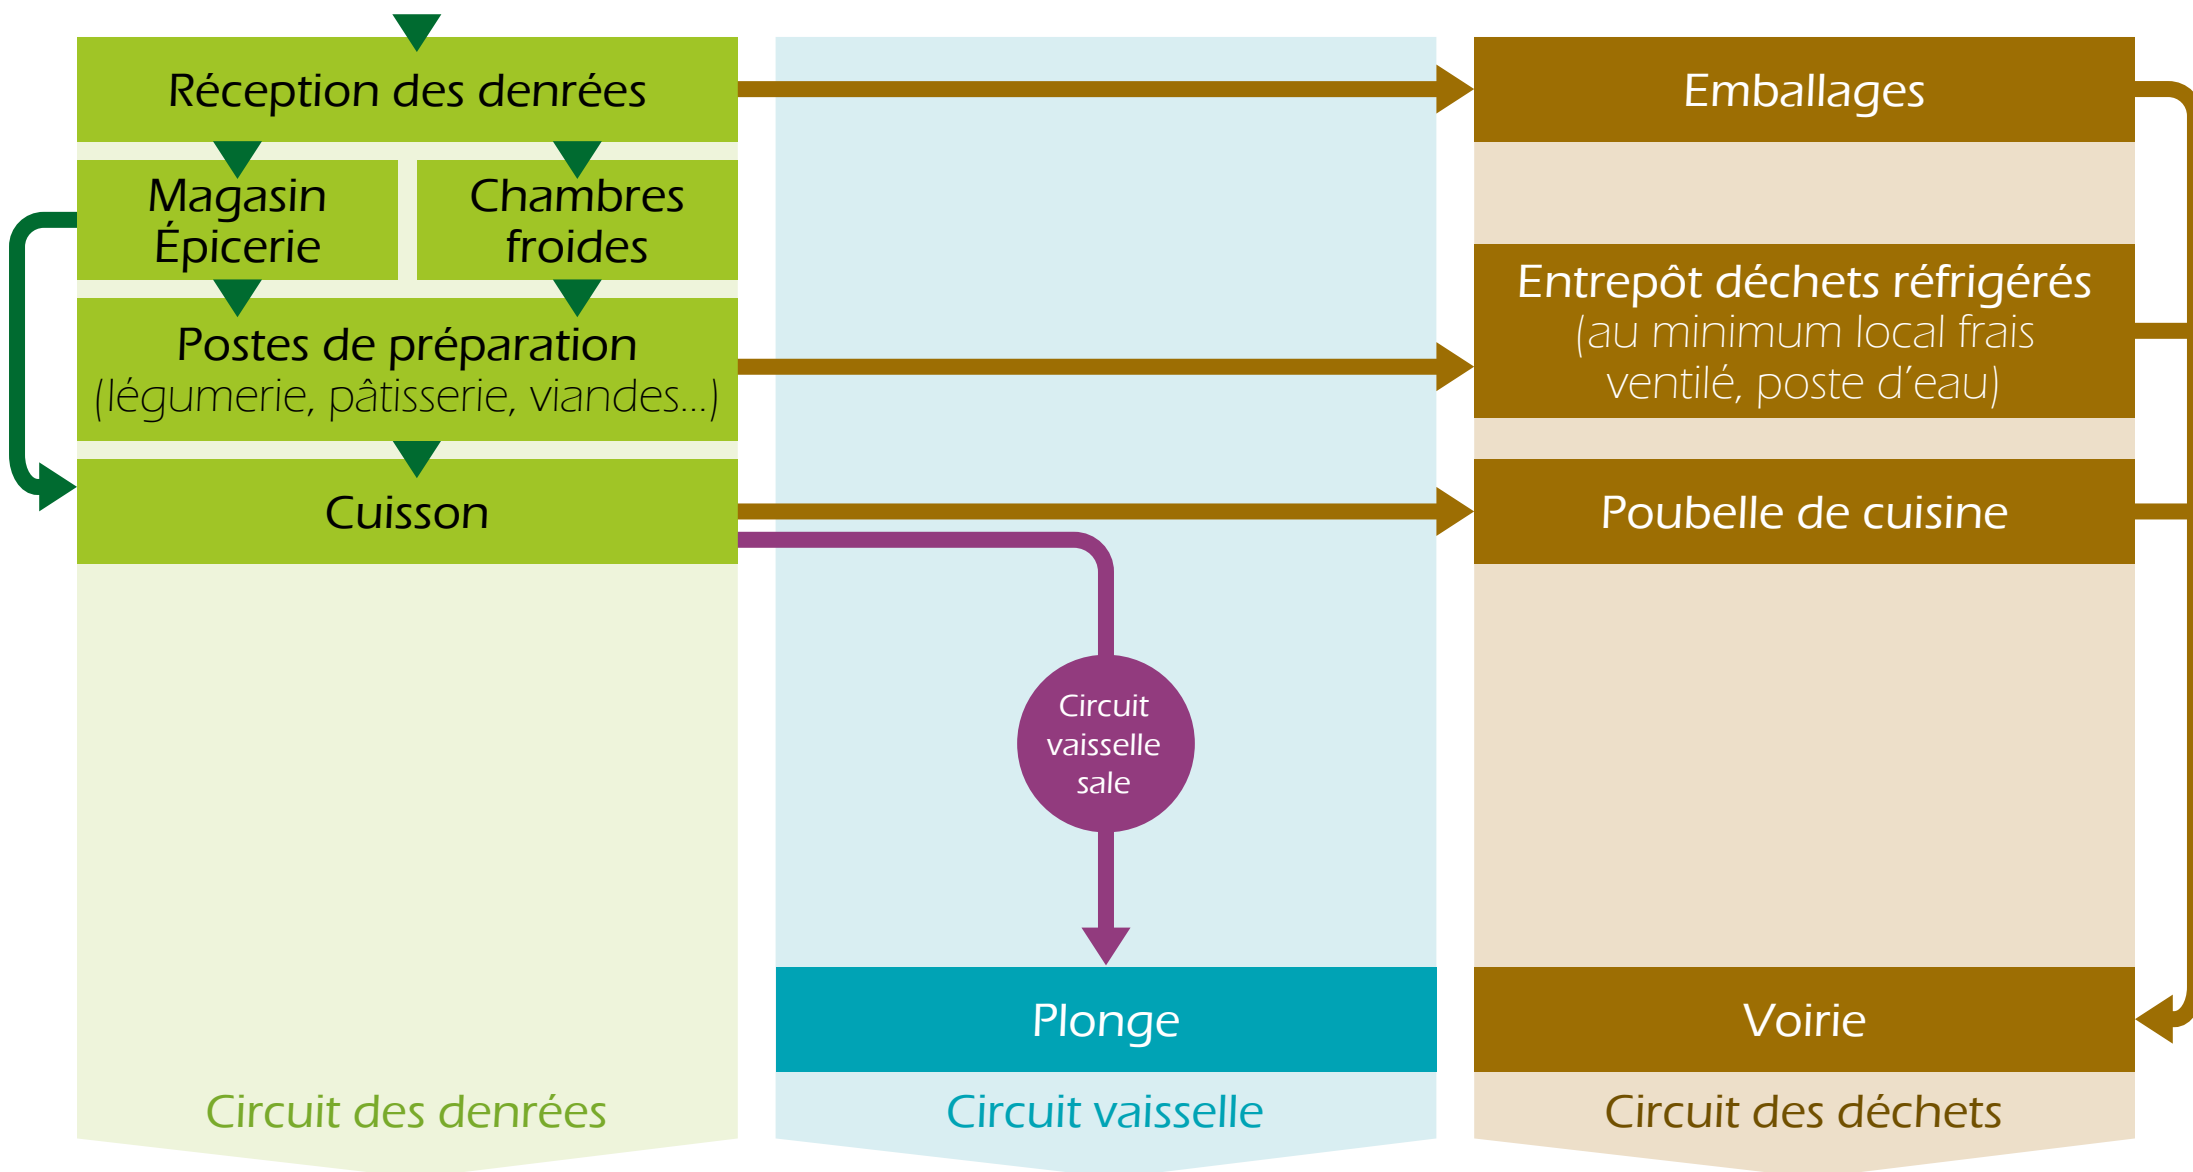 Réception des denrées
Emballages
Magasin
Épicerie
Chambres
froides
Entrepôt déchets réfrigérés
(au minimum local frais
ventilé, poste d’eau)
Postes de préparation
(légumerie, pâtisserie, viandes...)
Cuisson
Poubelle de cuisine
Circuit
vaisselle
sale
Plonge
Voirie
Circuit des denrées
Circuit vaisselle
Circuit des déchets